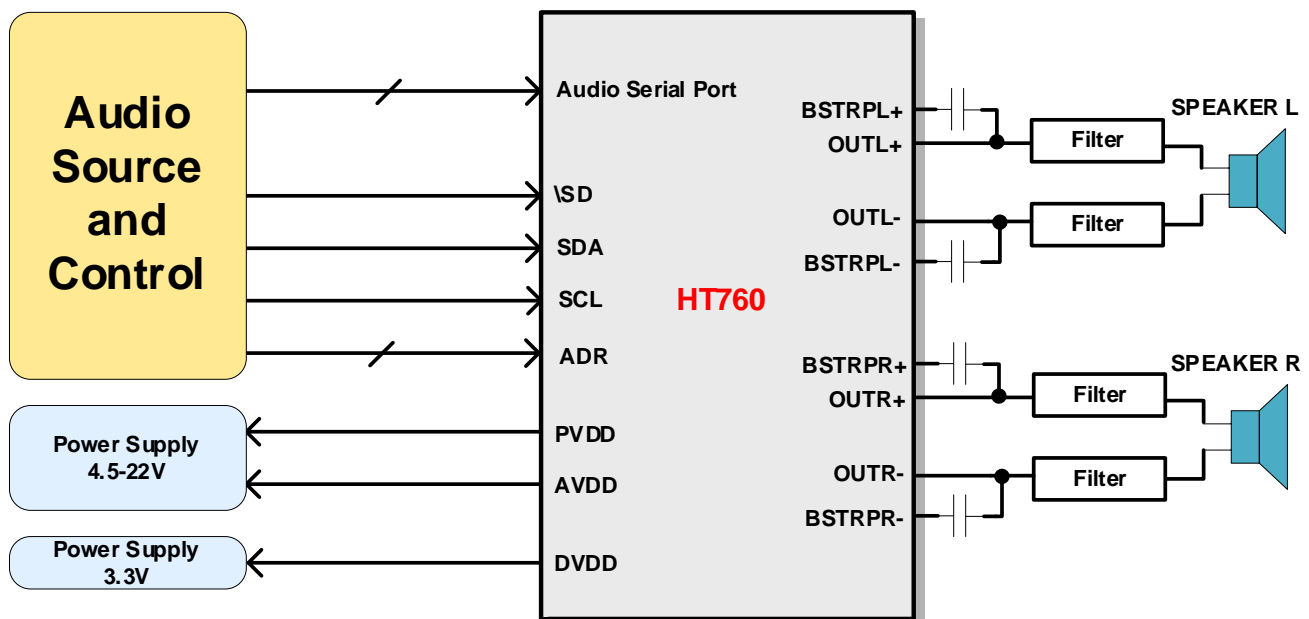 Audio
Source
and
Control
Power Supply
4.5-22V
Power Supply
3.3V
Audio Serial Port
\SD
SDA
SCL
ADR
PVDD
AVDD
DVDD
HT760
BSTRPL+
OUTL+
OUTL-
BSTRPL-
BSTRPR+
OUTR+
OUTR-
BSTRPR-
Filter
Filter
Filter
Filter
SPEAKER L
SPEAKER R